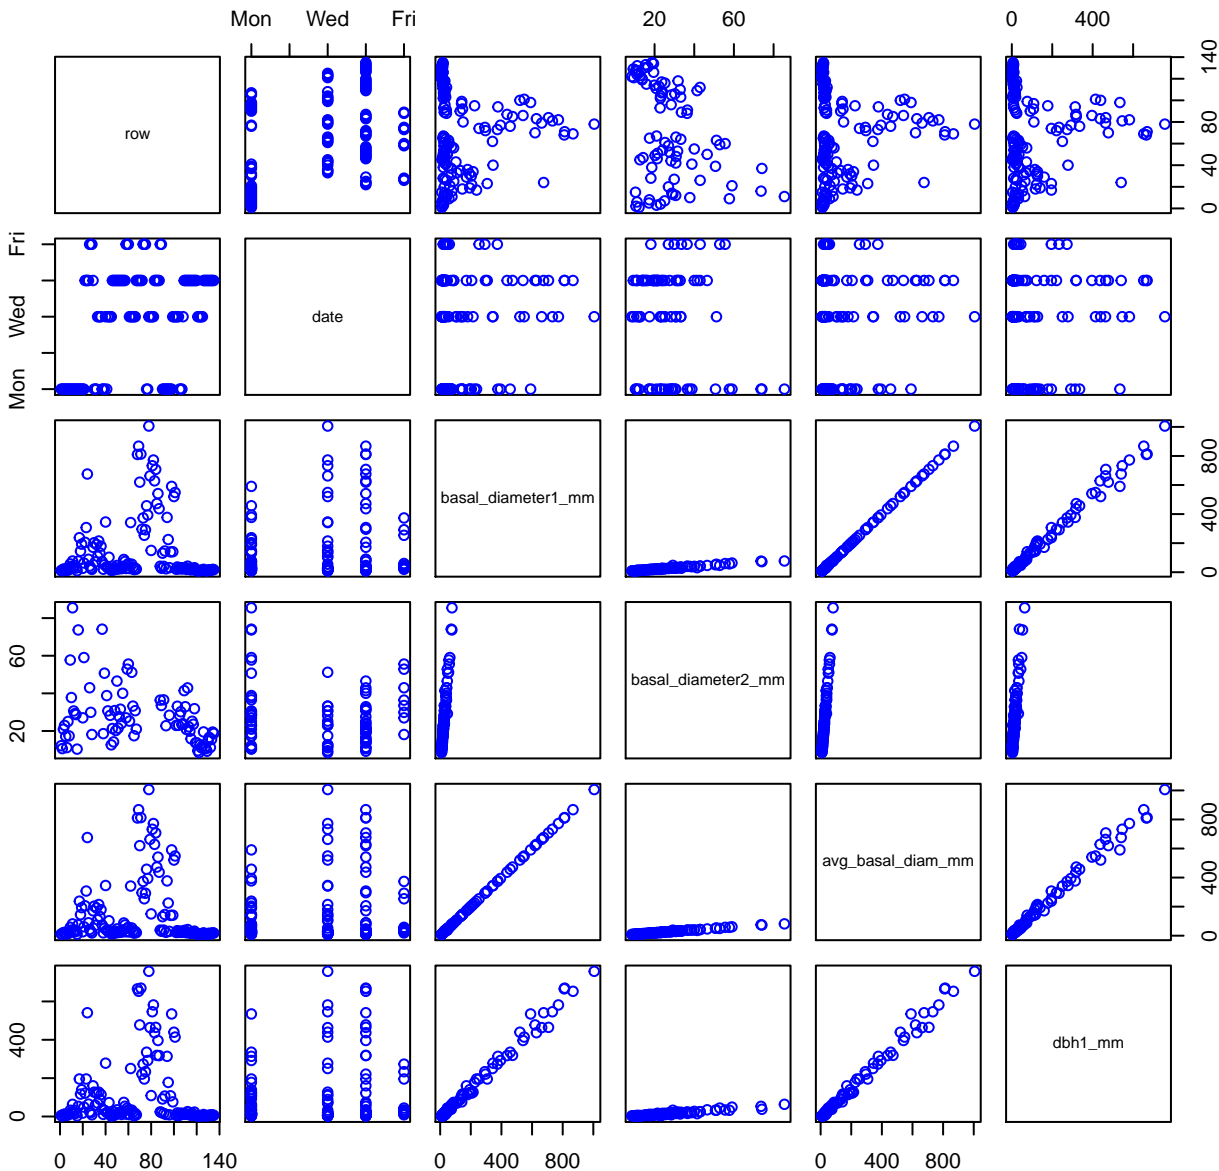 Mon Wed Fri 20 60 0 400
row
0 40 80 140
Mon Wed Fri
date
basal_diameter1_mm
0 400 800
20 60
basal_diameter2_mm
avg_basal_diam_mm
0 400 800
0 400
dbh1_mm
0 40 80 140 0 400 800 0 400 800